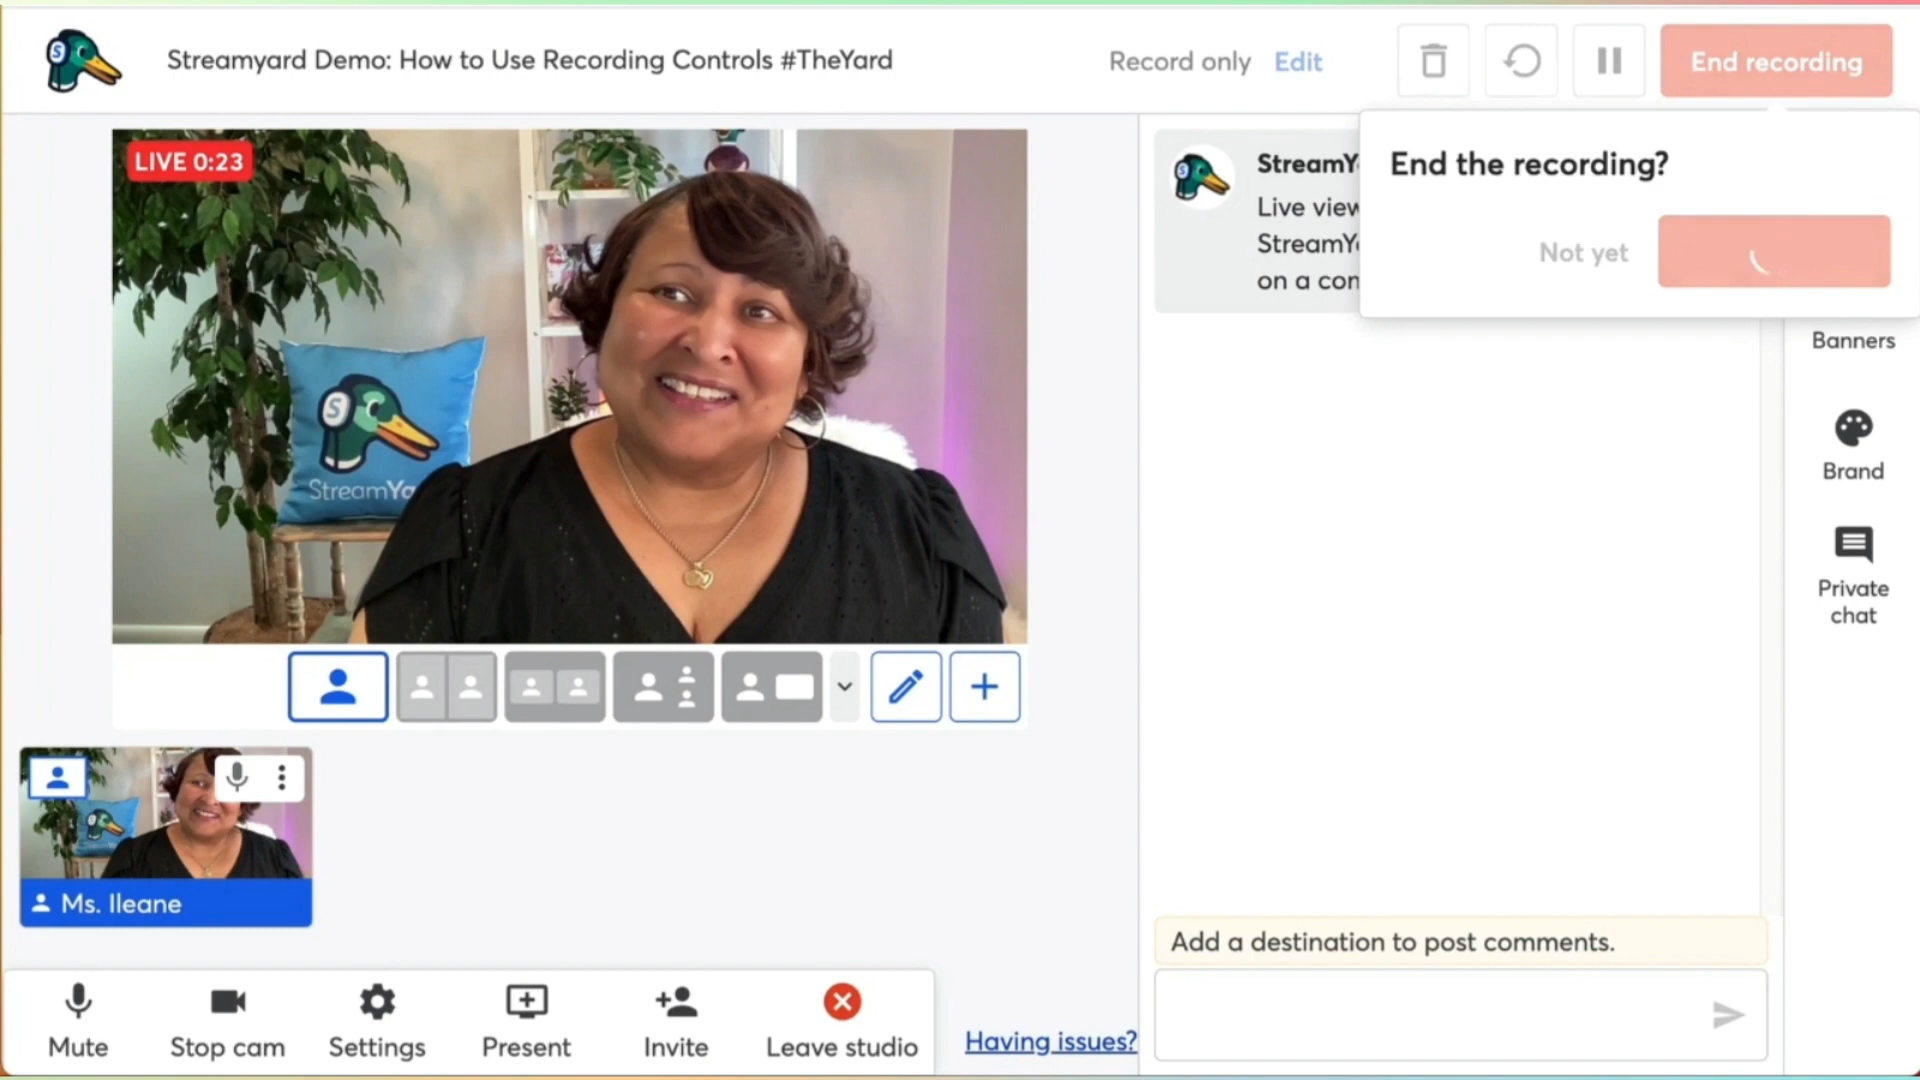 Streamyard Demo: How to Use Recording Controls #TheYard
Record only Edit
End recording
LIVE 0:23
End the recording?
Not yet
StreamY
Live view
StreamY
on a con
StreamYa
S
Banners
Brand
Private
chat
Ms. Ileane
Add a destination to post comments.
Mute
Stop cam
Settings
Present
Invite
Leave studio
Having issues?